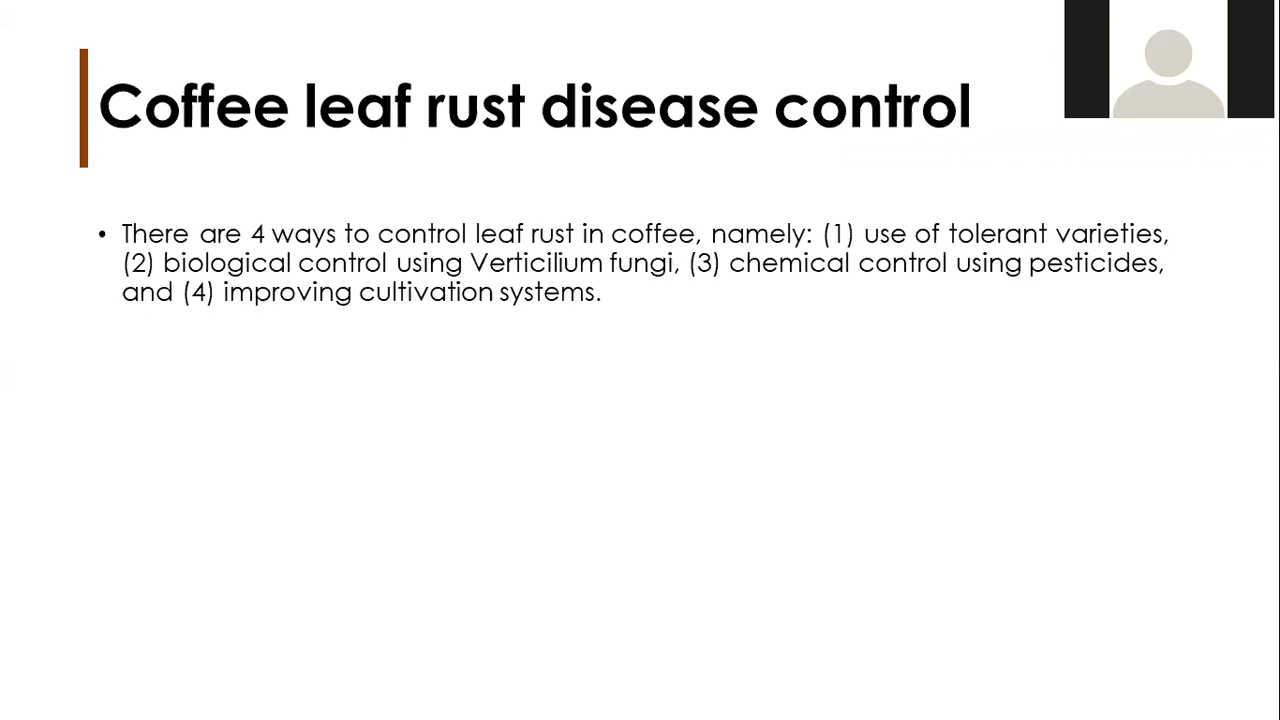 Coffee leaf rust disease control
• There are 4 ways to control leaf rust in coffee, namely: (1) use of tolerant varieties,
(2) biological control using Verticilium fungi, (3) chemical control using pesticides,
and (4) improving cultivation systems.